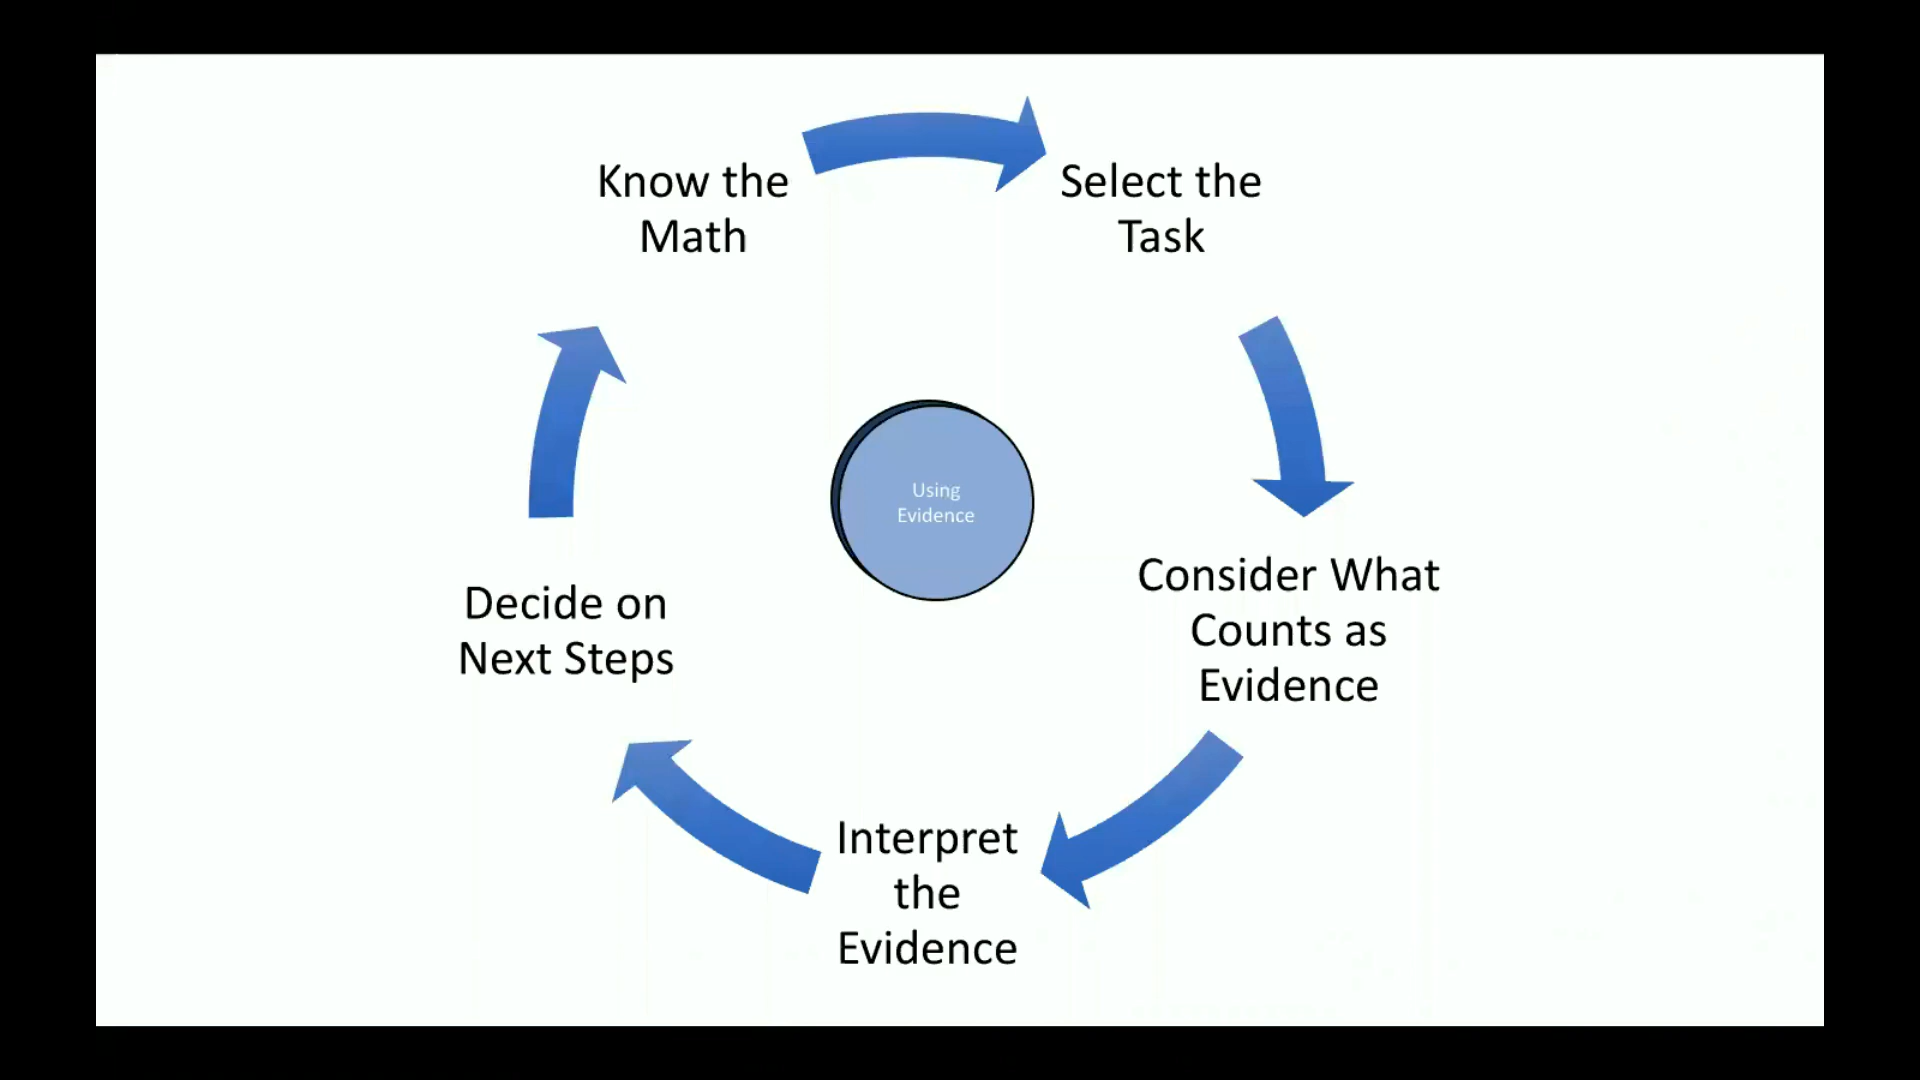 Know the
Math
Select the
Task
Consider What
Counts as
Evidence
Interpret
the
Evidence
Decide on
Next Steps
Using
Evidence